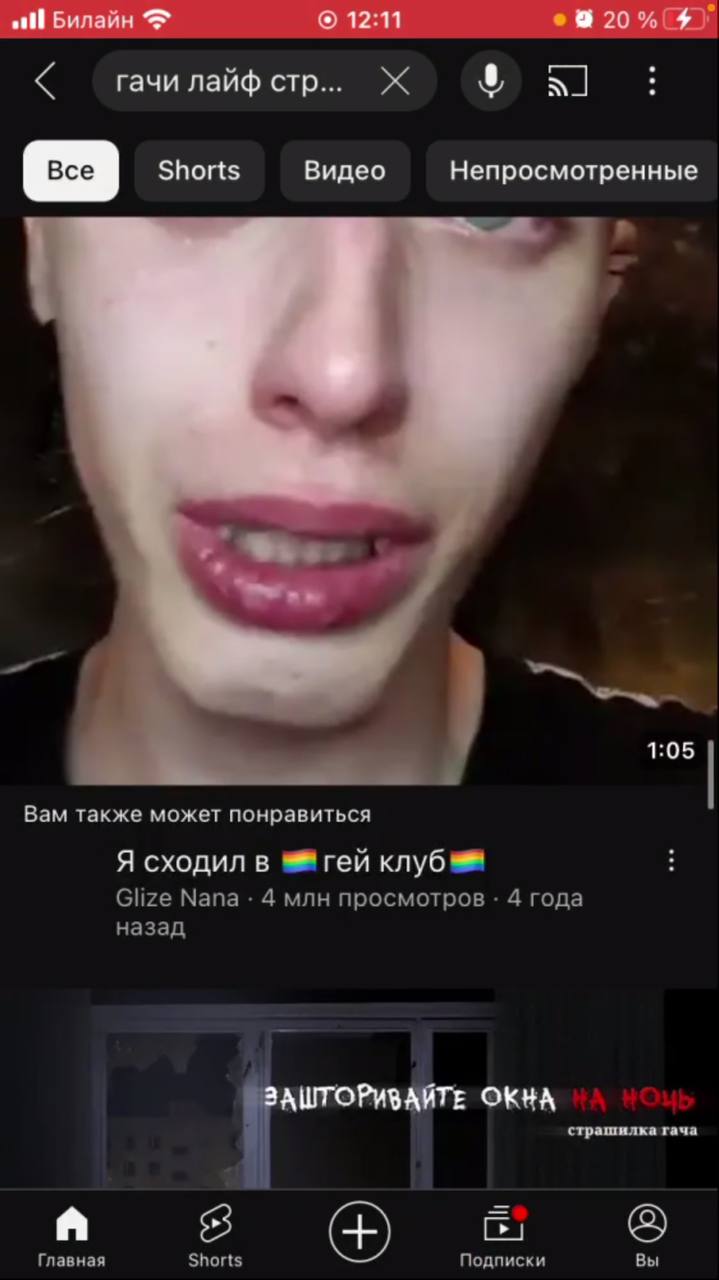 Билайн 12:11 20 %
гачи лайф стр...
Все Shorts Видео Непросмотренные
1:05
Вам также может понравиться
Я сходил в 🏳️‍🌈гей клуб🏳️‍🌈
Glize Nana · 4 млн просмотров · 4 года
назад
ЗАШТОРИВАЙТЕ ОКНА НА НОЧЬ
страшилка гача
Главная Shorts Подписки Вы